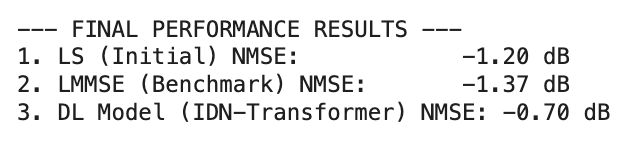 --- FINAL PERFORMANCE RESULTS ---
1. LS (Initial) NMSE:            -1.20 dB
2. LMMSE (Benchmark) NMSE:       -1.37 dB
3. DL Model (IDN-Transformer) NMSE: -0.70 dB